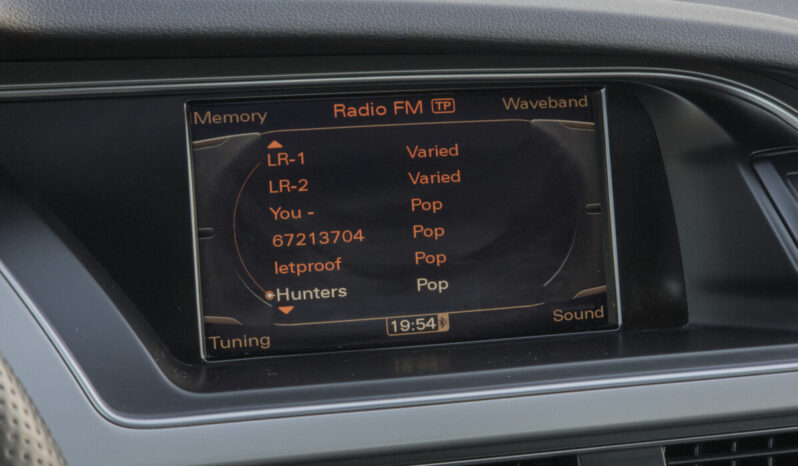 Memory Radio FM TP Waveband
LR-1 Varied
LR-2 Varied
You - Pop
67213704 Pop
letproof Pop
Hunters Pop
Tuning 19:54 Sound